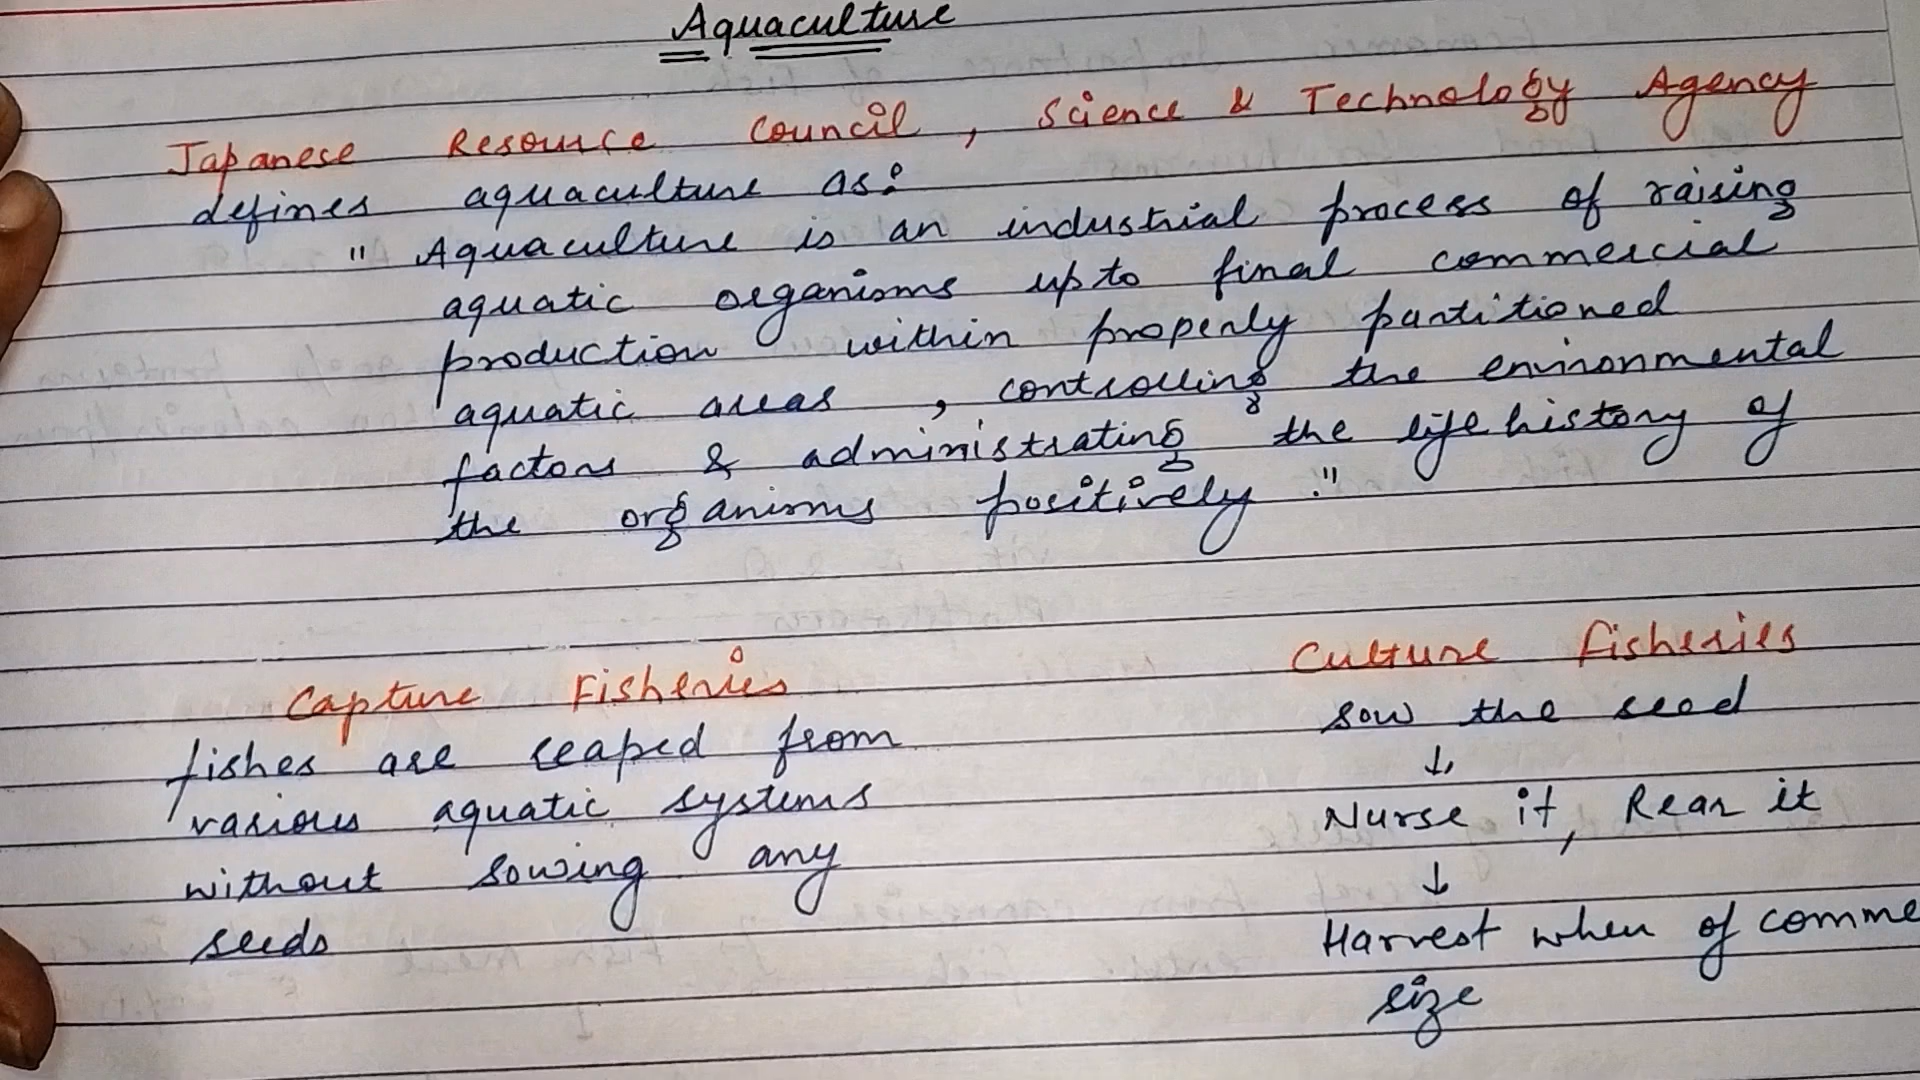 Aquaculture
Japanese Resource Council, Science & Technology Agency
defines aquaculture as:
"Aquaculture is an industrial process of raising
aquatic organisms upto final commercial
production within properly partitioned
aquatic areas, controlling the environmental
factors & administrating the life history of
the organisms positively."
Capture Fisheries
fishes are reaped from
various aquatic systems
without sowing any
seeds
Culture Fisheries
sow the seed
↓
Nurse it, Rear it
↓
Harvest when of comme
size